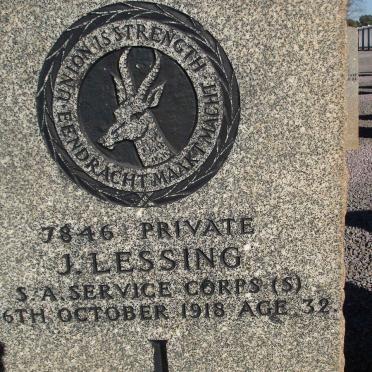 UNION IS STRENGTH
EENDRACHT MAAKT MACHT
7846 PRIVATE
J. LESSING
S.A. SERVICE CORPS (S)
6TH OCTOBER 1918 AGE 32